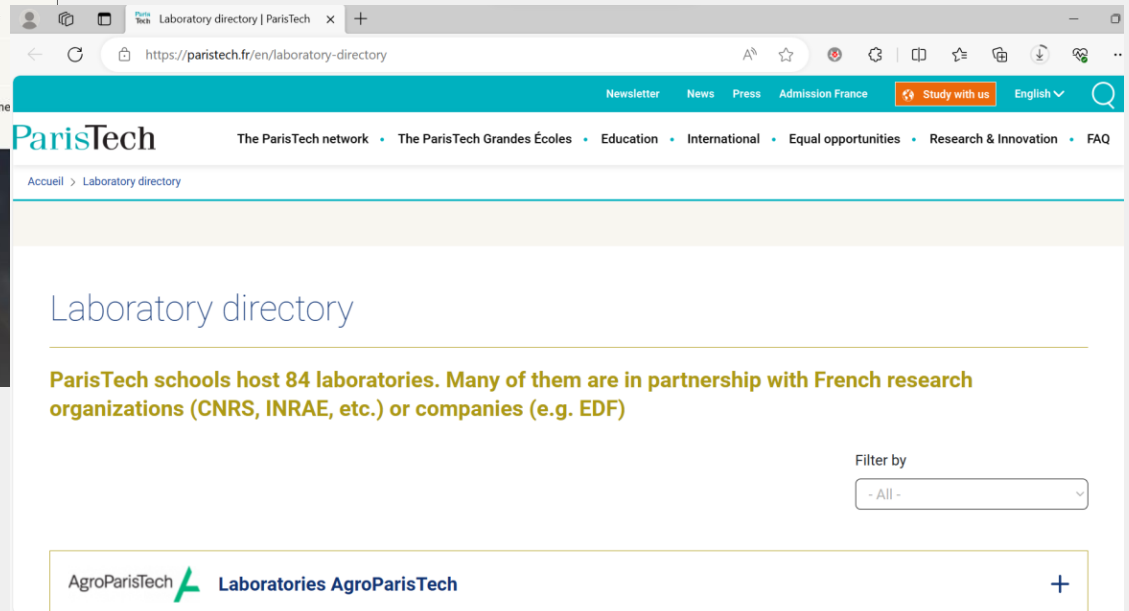 Paris Tech Laboratory directory | ParisTech
https://paristech.fr/en/laboratory-directory
Newsletter News Press Admission France Study with us English
ParisTech The ParisTech network • The ParisTech Grandes Écoles • Education • International • Equal opportunities • Research & Innovation • FAQ
Accueil > Laboratory directory
Laboratory directory
ParisTech schools host 84 laboratories. Many of them are in partnership with French research
organizations (CNRS, INRAE, etc.) or companies (e.g. EDF)
Filter by
- All -
AgroParisTech Laboratories AgroParisTech